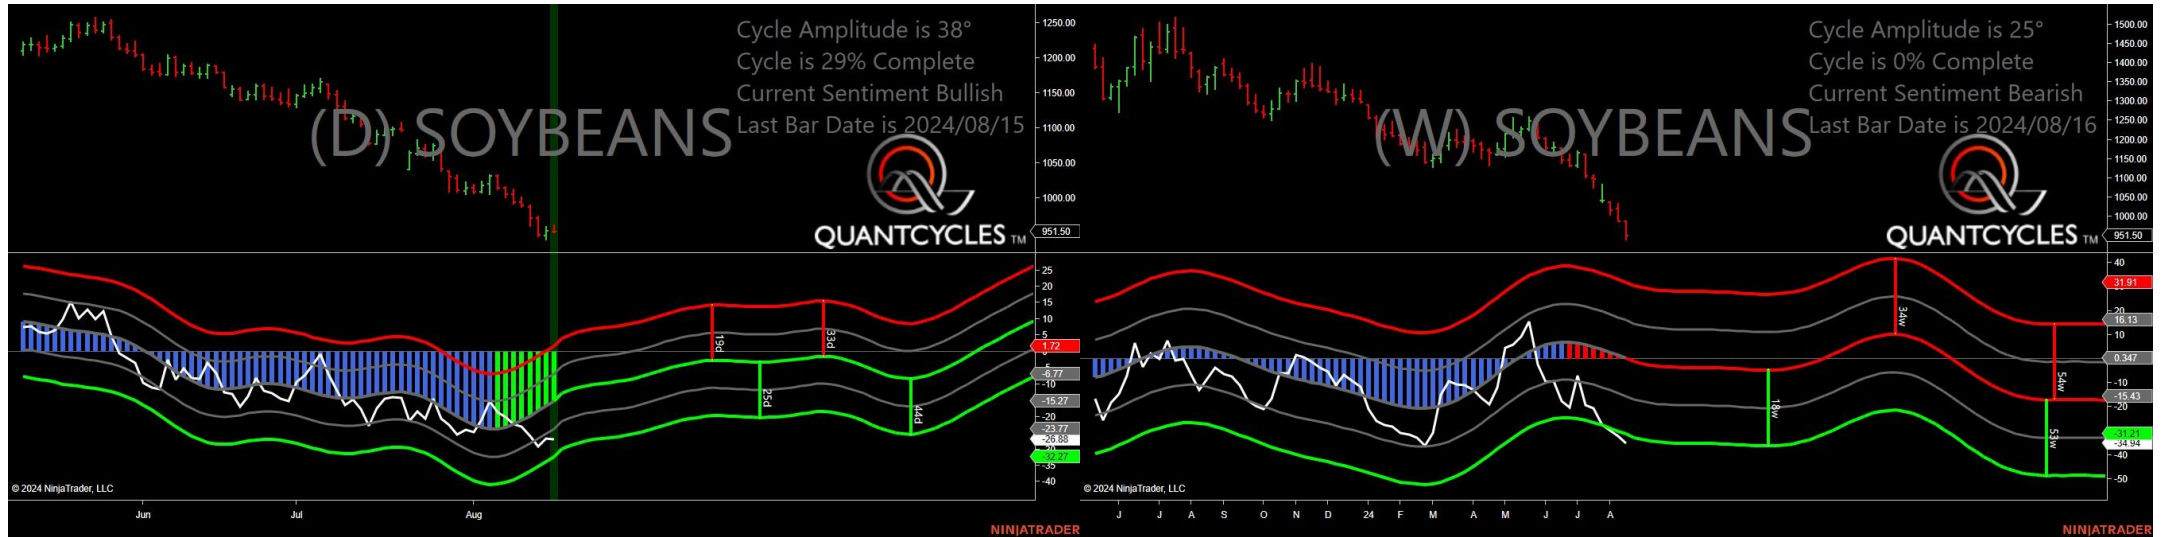 Cycle Amplitude is 38°
Cycle is 29% Complete
Current Sentiment Bullish
Last Bar Date is 2024/08/15
(D) SOYBEANS
QUANTCYCLES TM
1250.00
1200.00
1150.00
1100.00
1050.00
1000.00
951.50
25
20
15
10
5
1.72
-6.77
-10
-15.27
-20
-23.77
-26.88
-32.27
-35
-40
19d
25d
33d
44d
© 2024 NinjaTrader, LLC
Jun
Jul
Aug
NINJATRADER
Cycle Amplitude is 25°
Cycle is 0% Complete
Current Sentiment Bearish
Last Bar Date is 2024/08/16
(W) SOYBEANS
QUANTCYCLES TM
1500.00
1450.00
1400.00
1350.00
1300.00
1250.00
1200.00
1150.00
1100.00
1050.00
1000.00
951.50
40
31.91
20
16.13
10
0.347
-10
-15.43
-20
-31.21
-34.94
-40
-50
18w
34w
53w
54w
© 2024 NinjaTrader, LLC
J J A S O N D 24 F M A M J J A
NINJATRADER